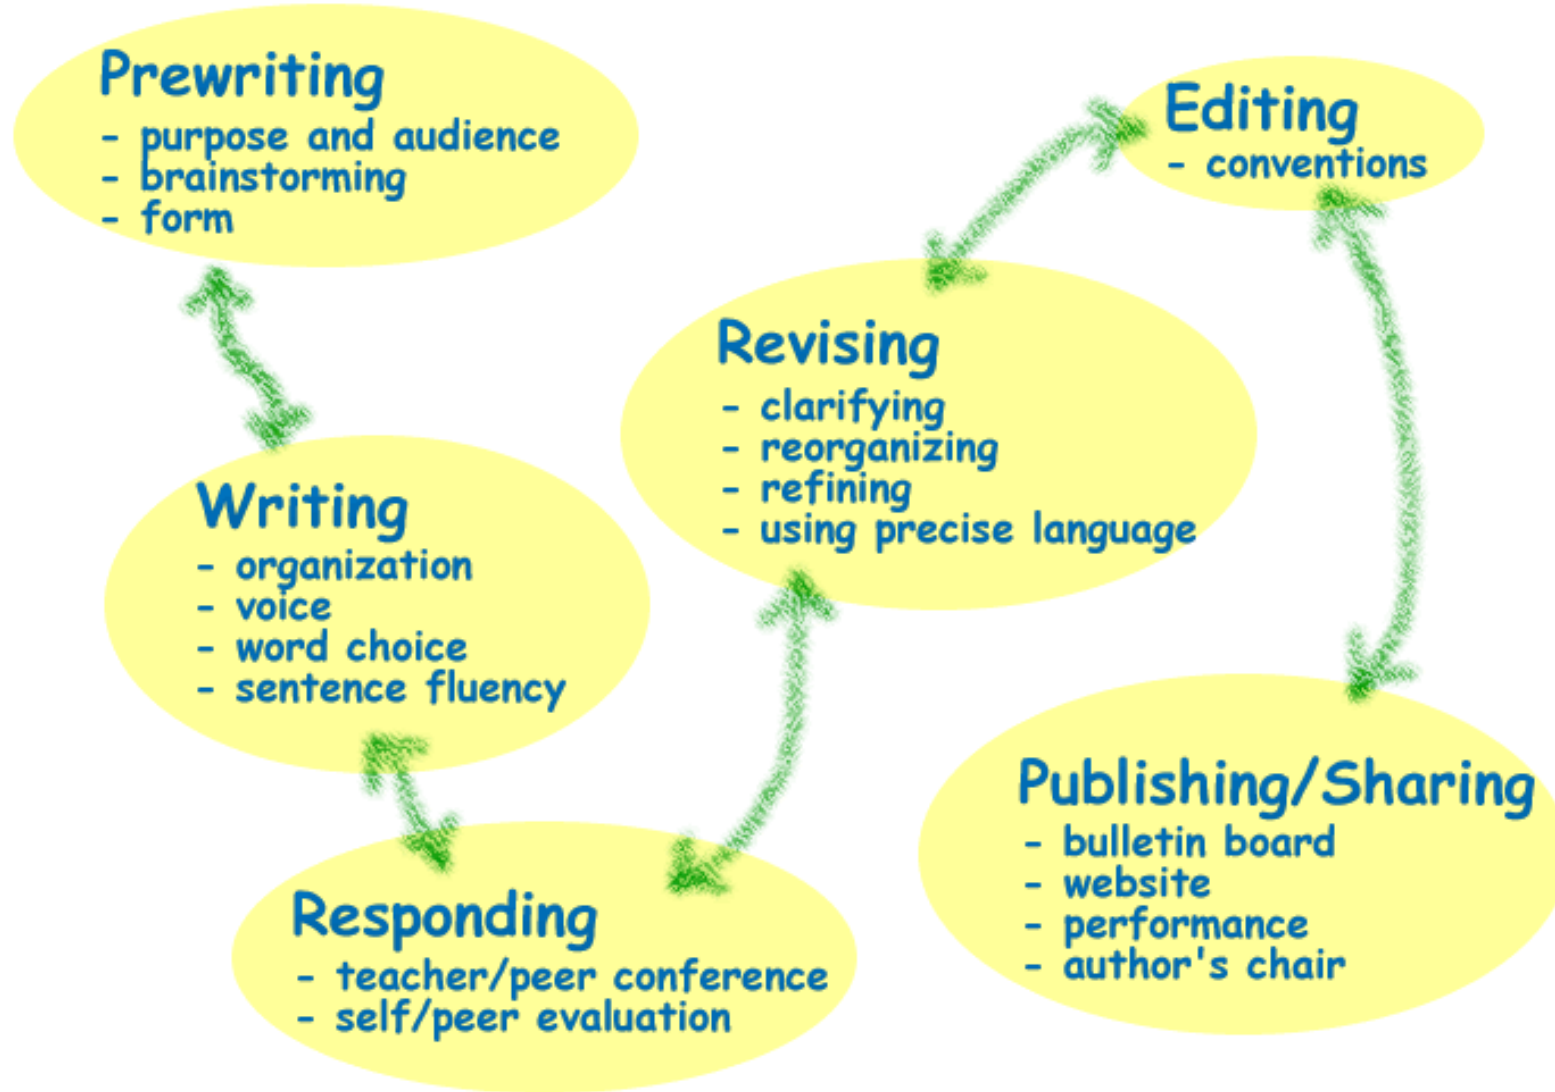 Prewriting
- purpose and audience
- brainstorming
- form
Writing
- organization
- voice
- word choice
- sentence fluency
Responding
- teacher/peer conference
- self/peer evaluation
Revising
- clarifying
- reorganizing
- refining
- using precise language
Editing
- conventions
Publishing/Sharing
- bulletin board
- website
- performance
- author's chair